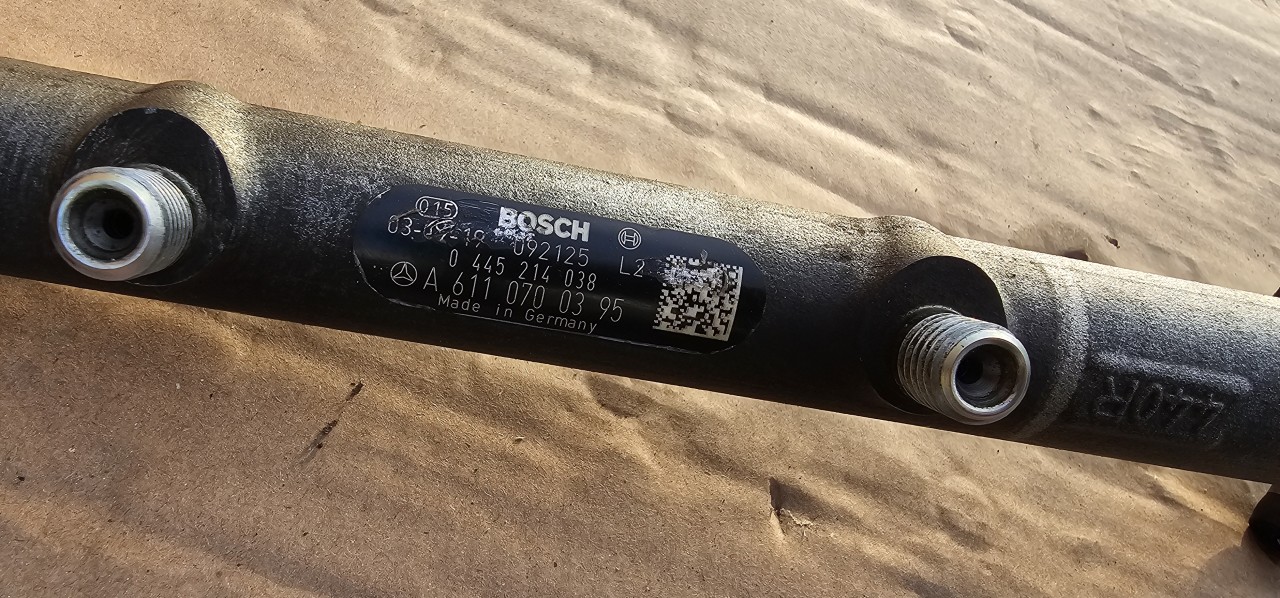 015 BOSCH
092125 L2
0 445 214 038
A 611 070 03 95
Made in Germany
440R